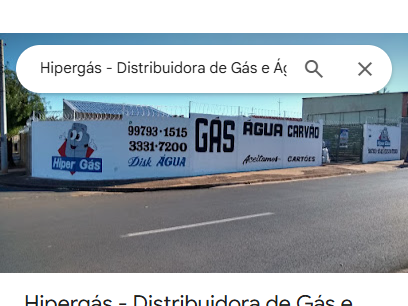 Hipergás - Distribuidora de Gás e Ág
99793-1515
3331-7200
Disk ÁGUA
GÁS
ÁGUA CARVÃO
Aceitamos - CARTÕES
Hiper Gás
Hipergás - Distribuidora de Gás e